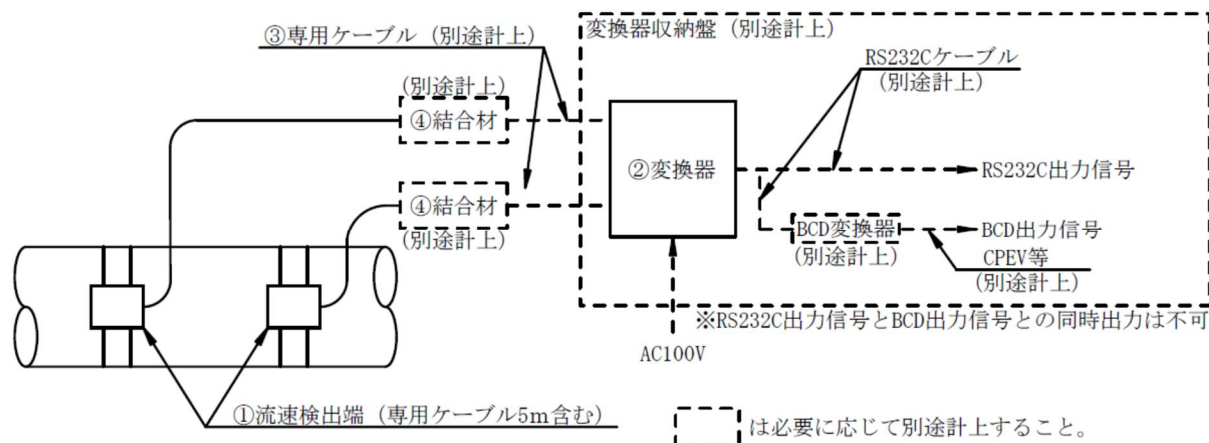 ③専用ケーブル（別途計上）
変換器収納盤（別途計上）
RS232Cケーブル
（別途計上）
（別途計上）
④結合材
②変換器
RS232C出力信号
④結合材
（別途計上）
BCD変換器
（別途計上）
BCD出力信号
CPEV等
（別途計上）
※RS232C出力信号とBCD出力信号との同時出力は不可
AC100V
①流速検出端（専用ケーブル5m含む）
は必要に応じて別途計上すること。